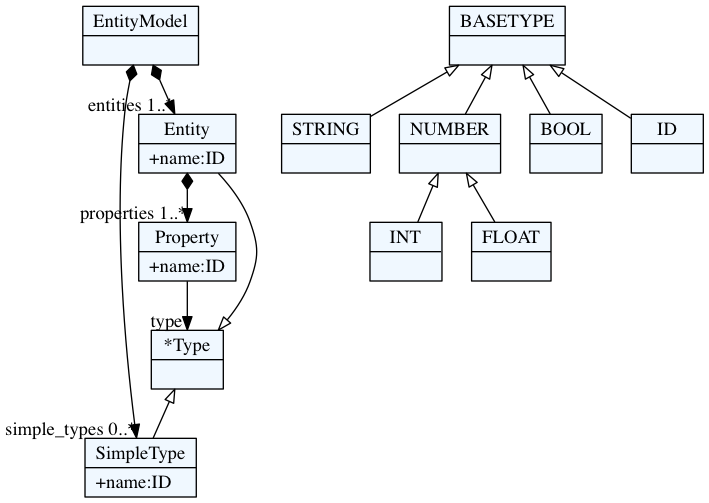 EntityModel
BASETYPE
entities 1..*
Entity
+name:ID
STRING
NUMBER
BOOL
ID
properties 1..*
Property
+name:ID
INT
FLOAT
type
*Type
simple_types 0..*
SimpleType
+name:ID